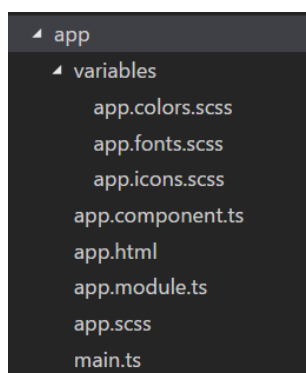 app
variables
app.colors.scss
app.fonts.scss
app.icons.scss
app.component.ts
app.html
app.module.ts
app.scss
main.ts